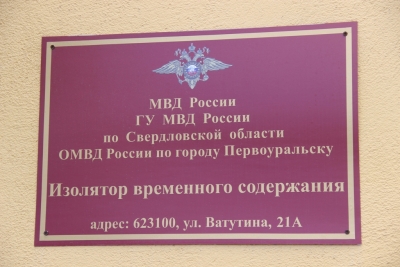 МВД России
ГУ МВД России
по Свердловской области
ОМВД России по городу Первоуральску
Изолятор временного содержания
адрес: 623100, ул. Ватутина, 21А